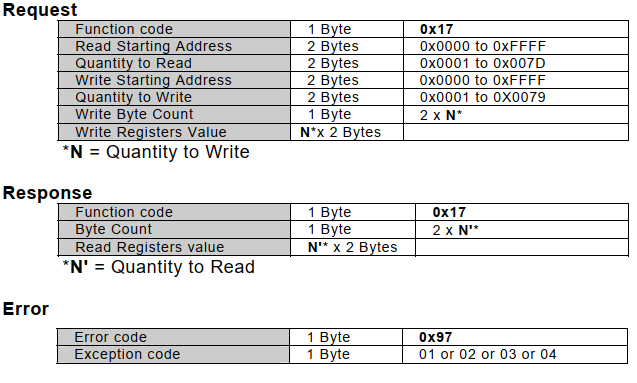 Request
Function code 1 Byte 0x17
Read Starting Address 2 Bytes 0x0000 to 0xFFFF
Quantity to Read 2 Bytes 0x0001 to 0x007D
Write Starting Address 2 Bytes 0x0000 to 0xFFFF
Quantity to Write 2 Bytes 0x0001 to 0X0079
Write Byte Count 1 Byte 2 x N*
Write Registers Value N*x 2 Bytes
*N = Quantity to Write
Response
Function code 1 Byte 0x17
Byte Count 1 Byte 2 x N'*
Read Registers value N'* x 2 Bytes
*N' = Quantity to Read
Error
Error code 1 Byte 0x97
Exception code 1 Byte 01 or 02 or 03 or 04